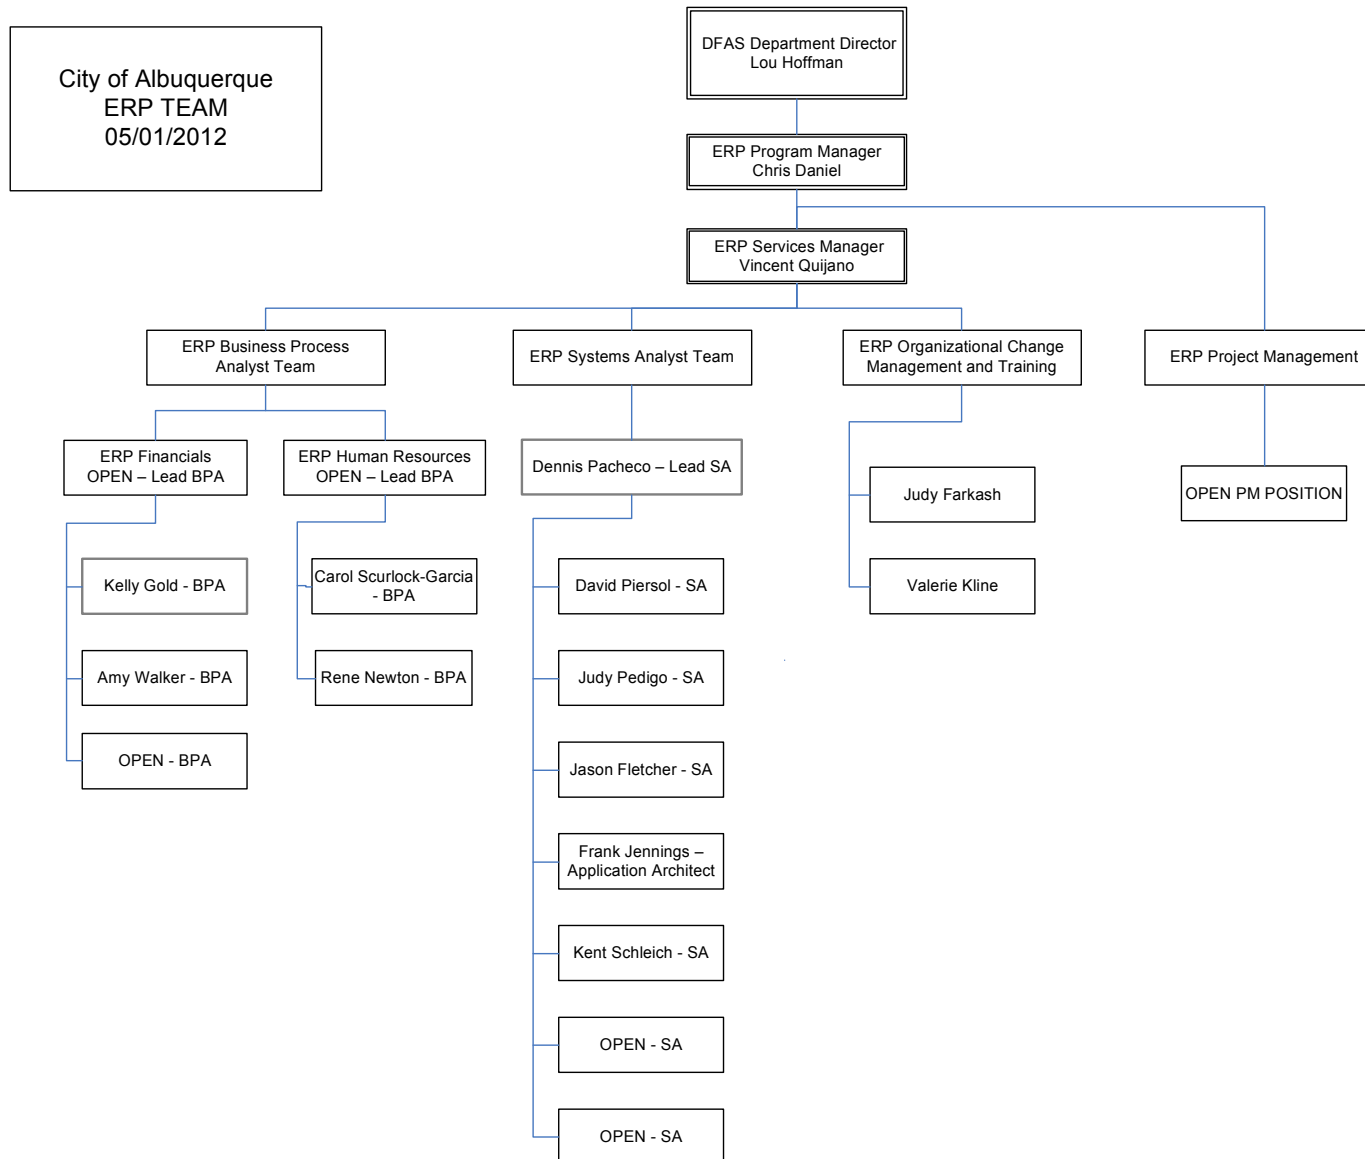 City of Albuquerque
ERP TEAM
05/01/2012
DFAS Department Director
Lou Hoffman
ERP Program Manager
Chris Daniel
ERP Services Manager
Vincent Quijano
ERP Business Process
Analyst Team
ERP Systems Analyst Team
ERP Organizational Change
Management and Training
ERP Project Management
ERP Financials
OPEN – Lead BPA
ERP Human Resources
OPEN – Lead BPA
Dennis Pacheco – Lead SA
Judy Farkash
OPEN PM POSITION
Kelly Gold - BPA
Carol Scurlock-Garcia
- BPA
David Piersol - SA
Valerie Kline
Amy Walker - BPA
Rene Newton - BPA
Judy Pedigo - SA
OPEN - BPA
Jason Fletcher - SA
Frank Jennings –
Application Architect
Kent Schleich - SA
OPEN - SA
OPEN - SA